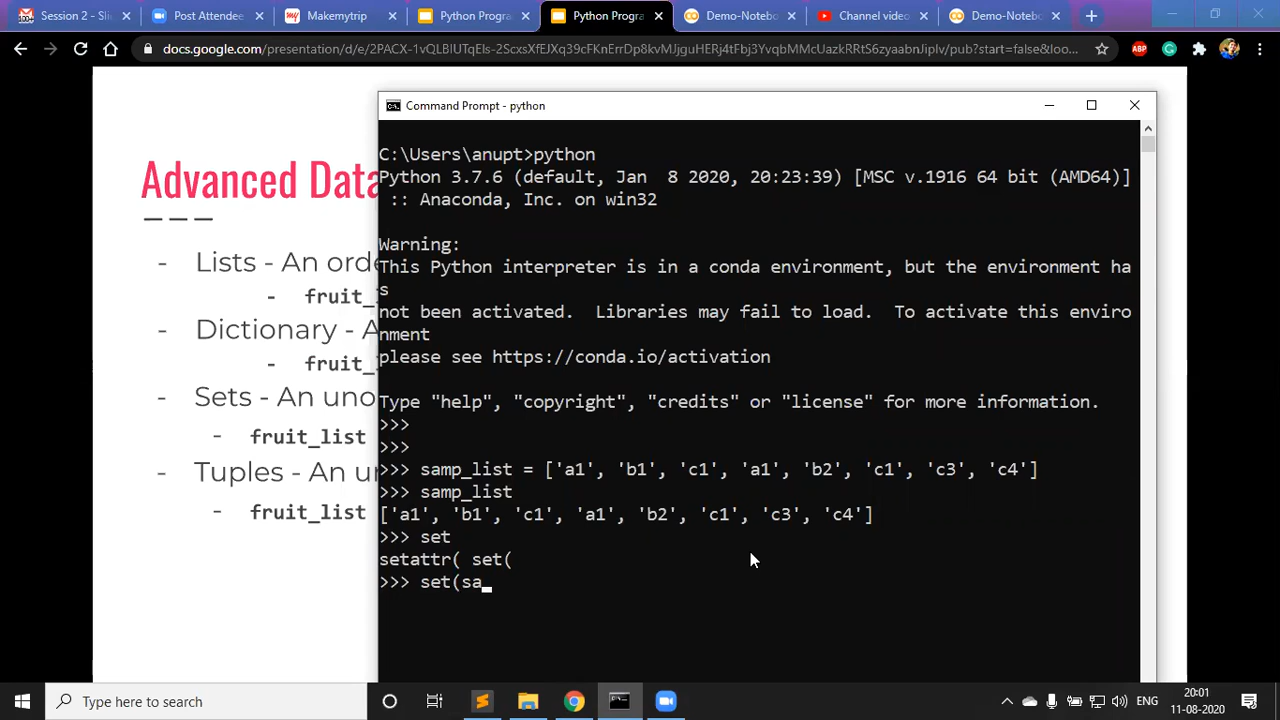 Session 2 - Sli
Post Attendee
Makemytrip
Python Progra
Python Progra
Demo-Notebo
Channel video
Demo-Notebo
docs.google.com/presentation/d/e/2PACX-1vQLBlUTqEls-2ScxsXfEJXq39cFKnErrDp8kvMJjguHERj4tFbj3YvqbMMcUazkRRtS6zyaabnJiplv/pub?start=false&loo...
ABP
Command Prompt - python
Advanced Data
C:\Users\anupt>python
Python 3.7.6 (default, Jan  8 2020, 20:23:39) [MSC v.1916 64 bit (AMD64)]
:: Anaconda, Inc. on win32
Warning:
This Python interpreter is in a conda environment, but the environment ha
s
not been activated.  Libraries may fail to load.  To activate this enviro
nment
please see https://conda.io/activation
Type "help", "copyright", "credits" or "license" for more information.
>>>
>>>
>>> samp_list = ['a1', 'b1', 'c1', 'a1', 'b2', 'c1', 'c3', 'c4']
>>> samp_list
['a1', 'b1', 'c1', 'a1', 'b2', 'c1', 'c3', 'c4']
>>> set
setattr( set(
>>> set(sa_
- Lists - An orde
- fruit_
- Dictionary - A
- fruit_
- Sets - An uno
- fruit_list
- Tuples - An u
- fruit_list
Type here to search
ENG
20:01
11-08-2020